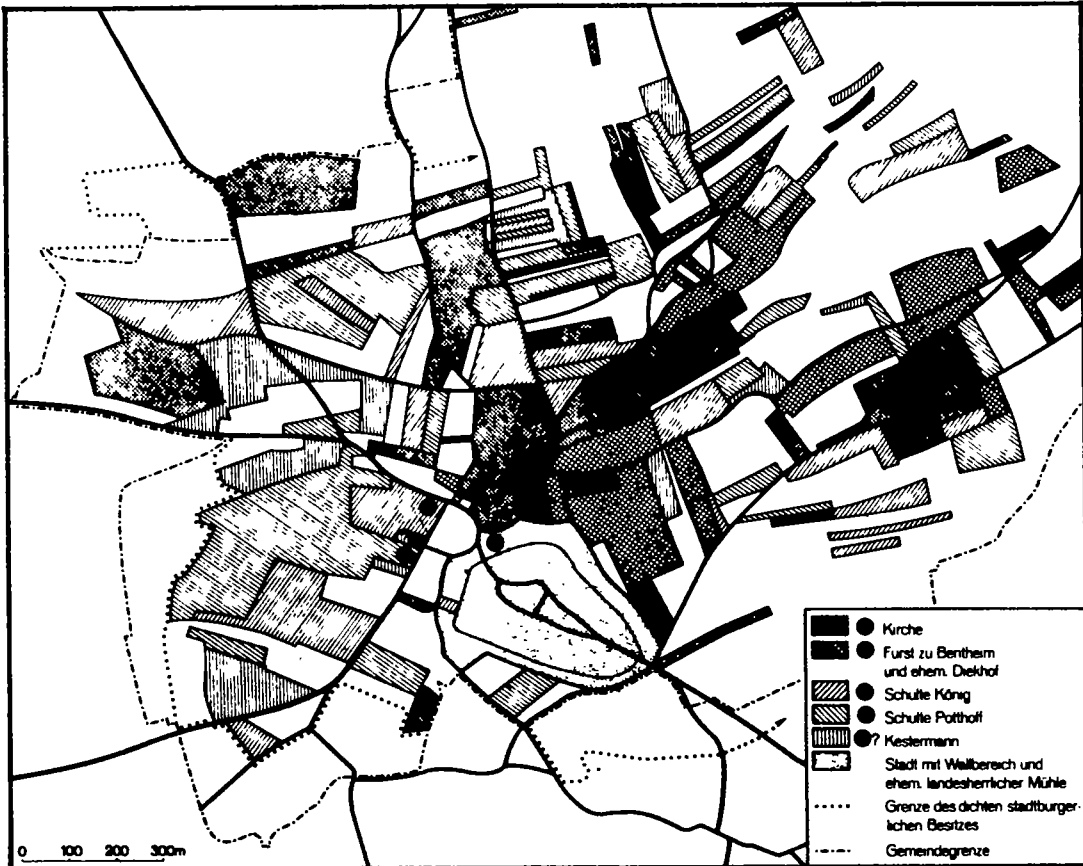 Kirche
Furst zu Bentheim
und ehem. Diekhof
Schulte König
Schulte Potthoff
? Kestermann
Stadt mit Wallbereich und
ehem. landesherrlicher Mühle
Grenze des dichten stadtburger-
lichen Besitzes
Gemeindegrenze
0 100 200 300m